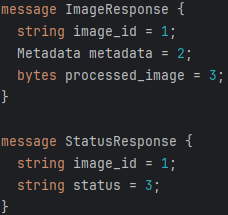 message ImageResponse {
  string image_id = 1;
  Metadata metadata = 2;
  bytes processed_image = 3;
}

message StatusResponse {
  string image_id = 1;
  string status = 3;
}